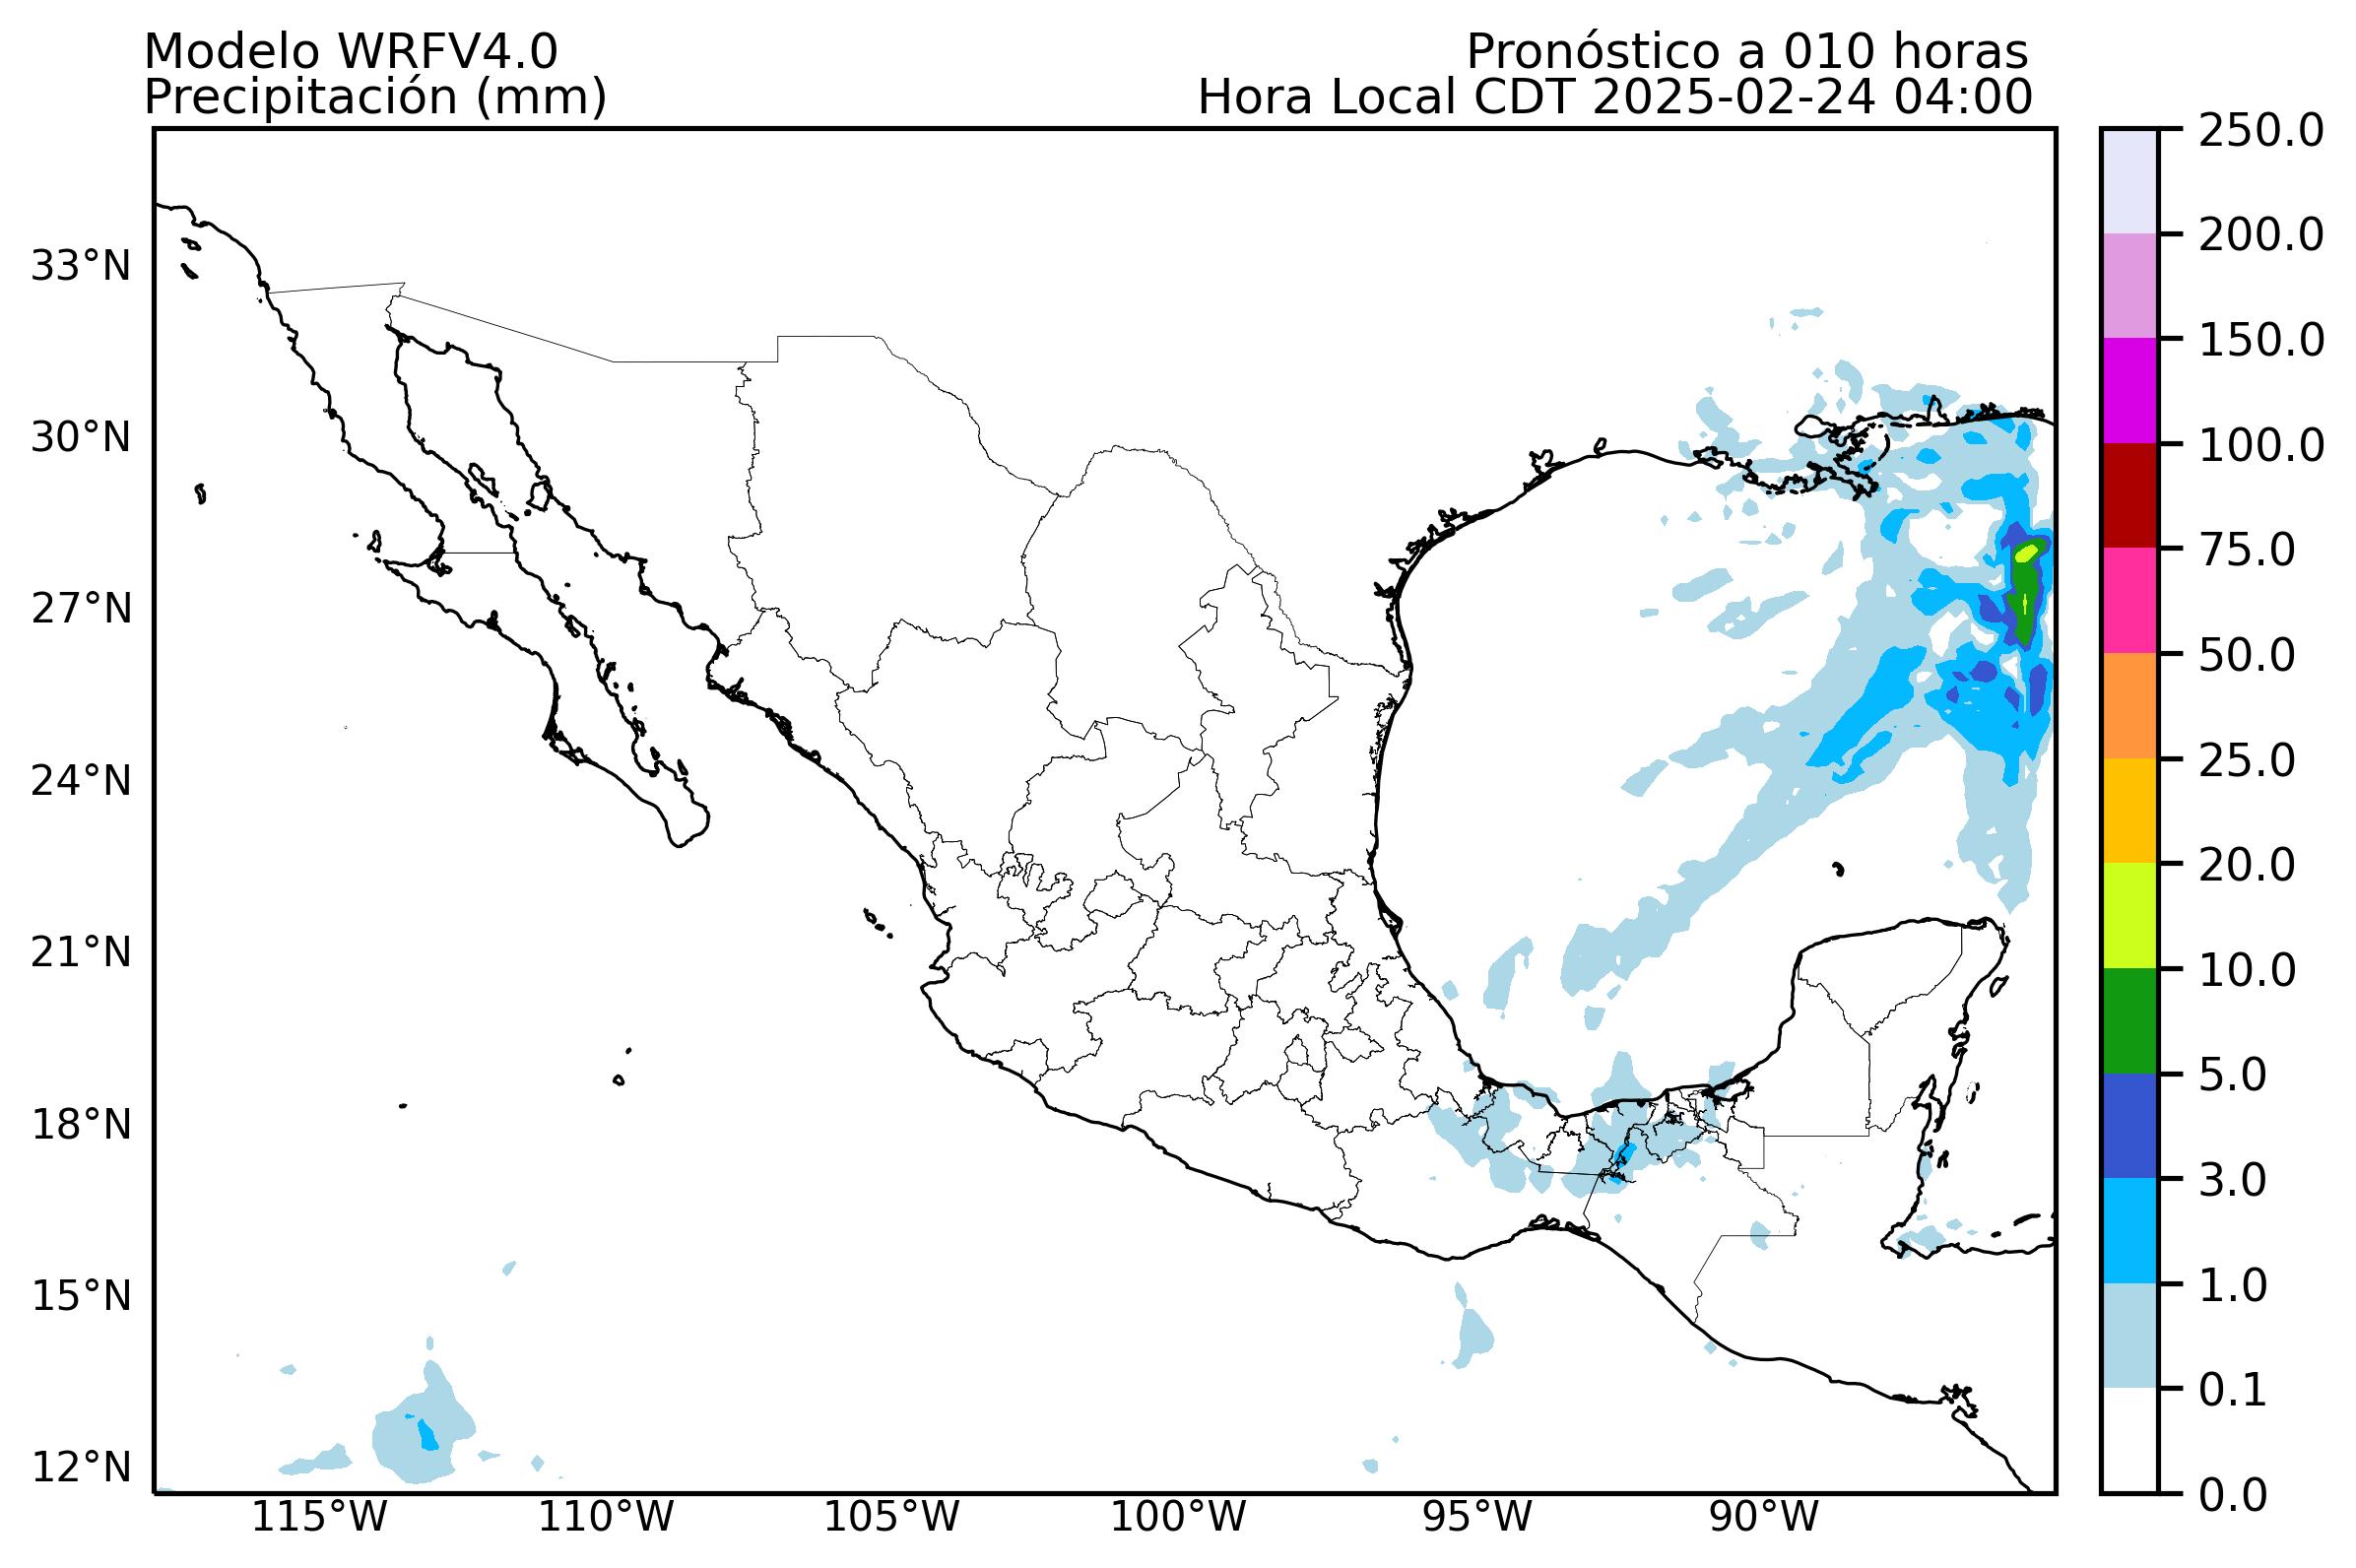 Modelo WRFV4.0
Precipitación (mm)
Pronóstico a 010 horas
Hora Local CDT 2025-02-24 04:00
33°N
30°N
27°N
24°N
21°N
18°N
15°N
12°N
115°W
110°W
105°W
100°W
95°W
90°W
250.0
200.0
150.0
100.0
75.0
50.0
25.0
20.0
10.0
5.0
3.0
1.0
0.1
0.0